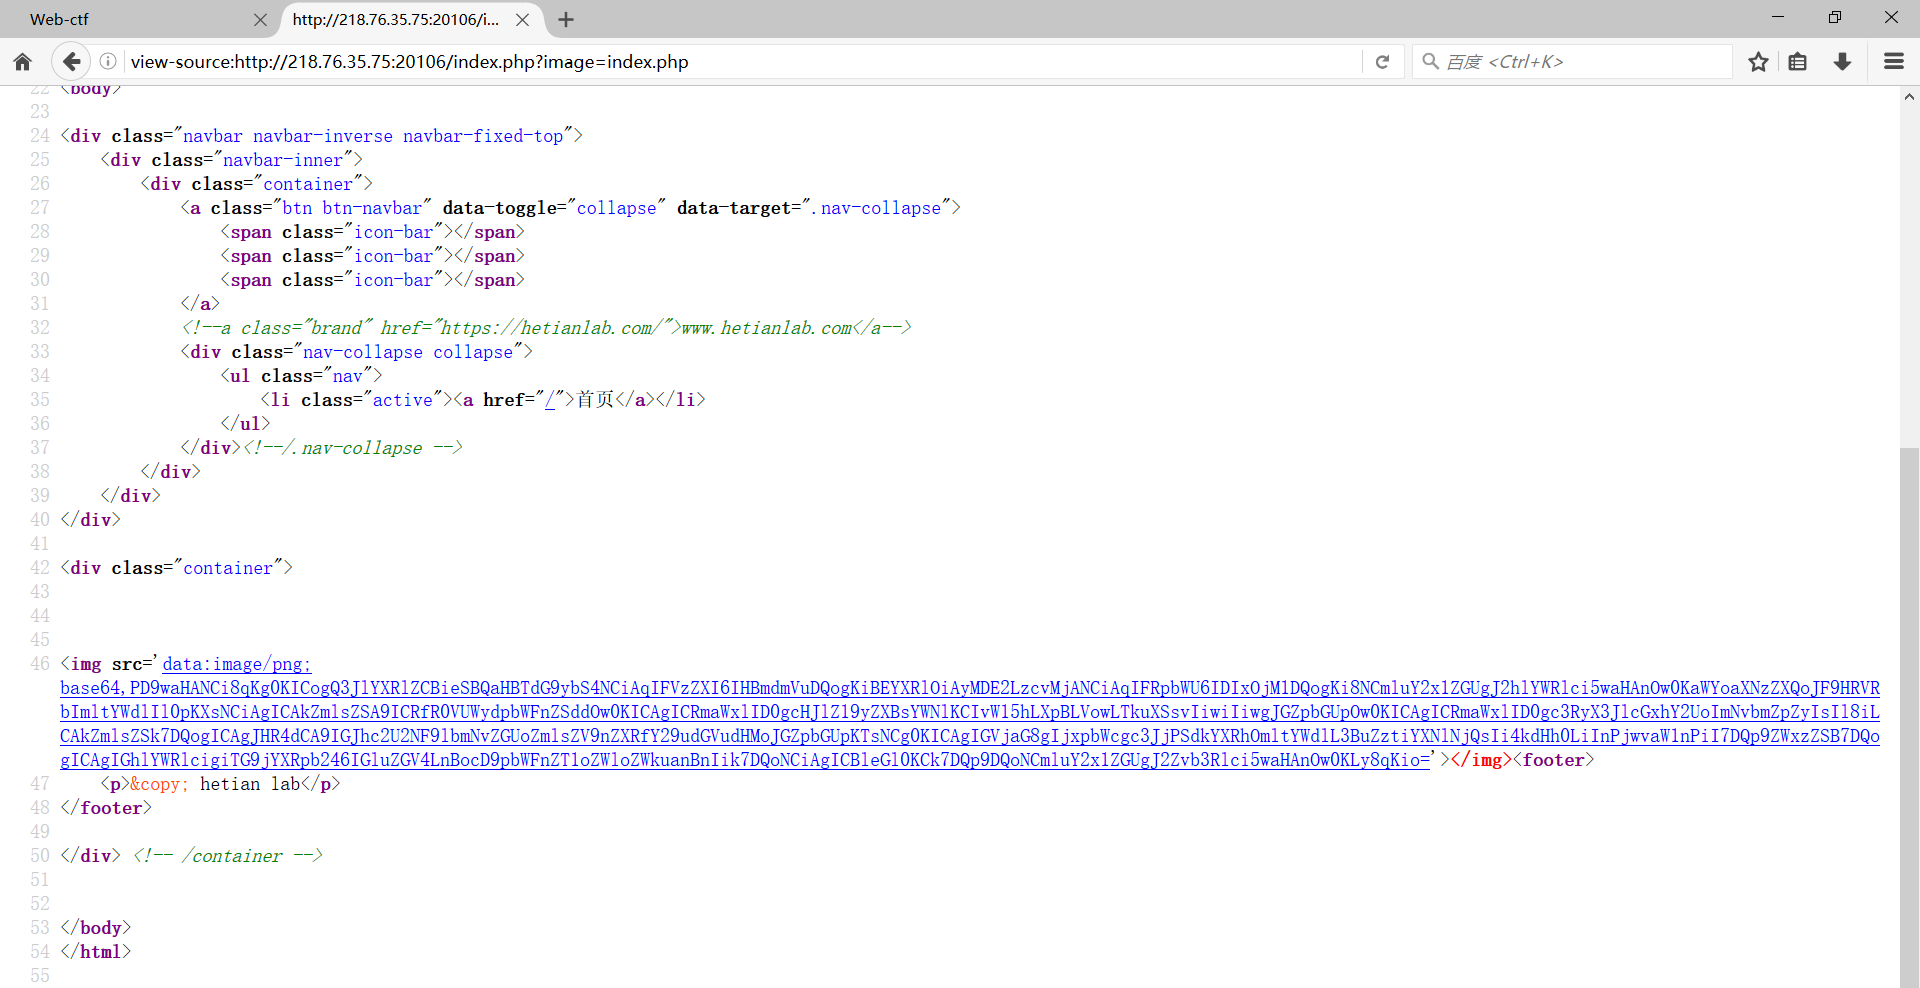 Web-ctf
http://218.76.35.75:20106/i...
view-source:http://218.76.35.75:20106/index.php?image=index.php
百度 <Ctrl+K>
22 <body>
23
24 <div class="navbar navbar-inverse navbar-fixed-top">
25 <div class="navbar-inner">
26 <div class="container">
27 <a class="btn btn-navbar" data-toggle="collapse" data-target=".nav-collapse">
28 <span class="icon-bar"></span>
29 <span class="icon-bar"></span>
30 <span class="icon-bar"></span>
31 </a>
32 <!--a class="brand" href="https://hetianlab.com/">www.hetianlab.com</a-->
33 <div class="nav-collapse collapse">
34 <ul class="nav">
35 <li class="active"><a href="/">首页</a></li>
36 </ul>
37 </div><!--/.nav-collapse -->
38 </div>
39 </div>
40 </div>
41
42 <div class="container">
43
44
45
46 <img src='data:image/png;
base64,PD9waHANCi8qKg0KICogQ3JlYXRlZCBieSBQaHBTdG9ybS4NCiAqIFVzZXI6IHBmdmVuDQogKiBEYXRlOiAyMDE2LzcvMjANCiAqIFRpbWU6IDIxOjM1DQogKi8NCmluY2x1ZGUgJ2hlYWRlci5waHAnOw0KaWYoaXNzZXQoJF9HRVR
bImltYWdlIl0pKXsNCiAgICAkZmlsZSA9ICRfR0VUWydpbWFnZSddOw0KICAgICRmaWxlID0gcHJlZ19yZXBsYWNlKCIvW15hLXpBLVowLTkuXSsvIiwiIiwgJGZpbGUpOw0KICAgICRmaWxlID0gc3RyX3JlcGxhY2UoImNvbmZpZyIsIl8iL
CAkZmlsZSk7DQogICAgJHR4dCA9IGJhc2U2NF9lbmNvZGUoZmlsZV9nZXRfY29udGVudHMoJGZpbGUpKTsNCg0KICAgIGVjaG8gIjxpbWcgc3JjPSdkYXRhOmltYWdlL3BuZztiYXNlNjQsIi4kdHh0LiInPjwvaW1nPiI7DQp9ZWxzZSB7DQo
gICAgIGhlYWRlcigiTG9jYXRpb246IGluZGV4LnBocD9pbWFnZT1oZWloZWkuanBnIik7DQoNCiAgICBleGl0KCk7DQp9DQoNCmluY2x1ZGUgJ2Zvb3Rlci5waHAnOw0KLy8qKio='></img><footer>
47 <p>&copy; hetian lab</p>
48 </footer>
49
50 </div> <!-- /container -->
51
52
53 </body>
54 </html>
55